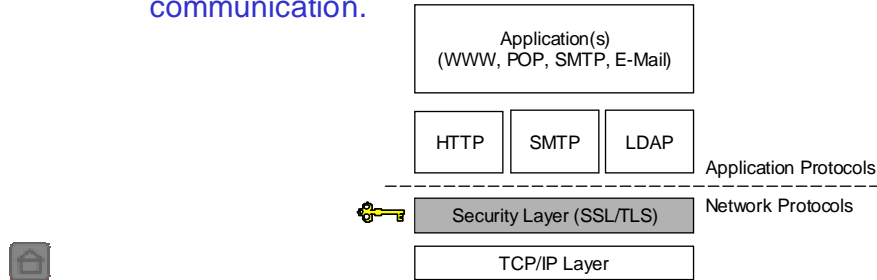 communication.
Application(s)
(WWW, POP, SMTP, E-Mail)
HTTP
SMTP
LDAP
Application Protocols
Security Layer (SSL/TLS)
Network Protocols
TCP/IP Layer